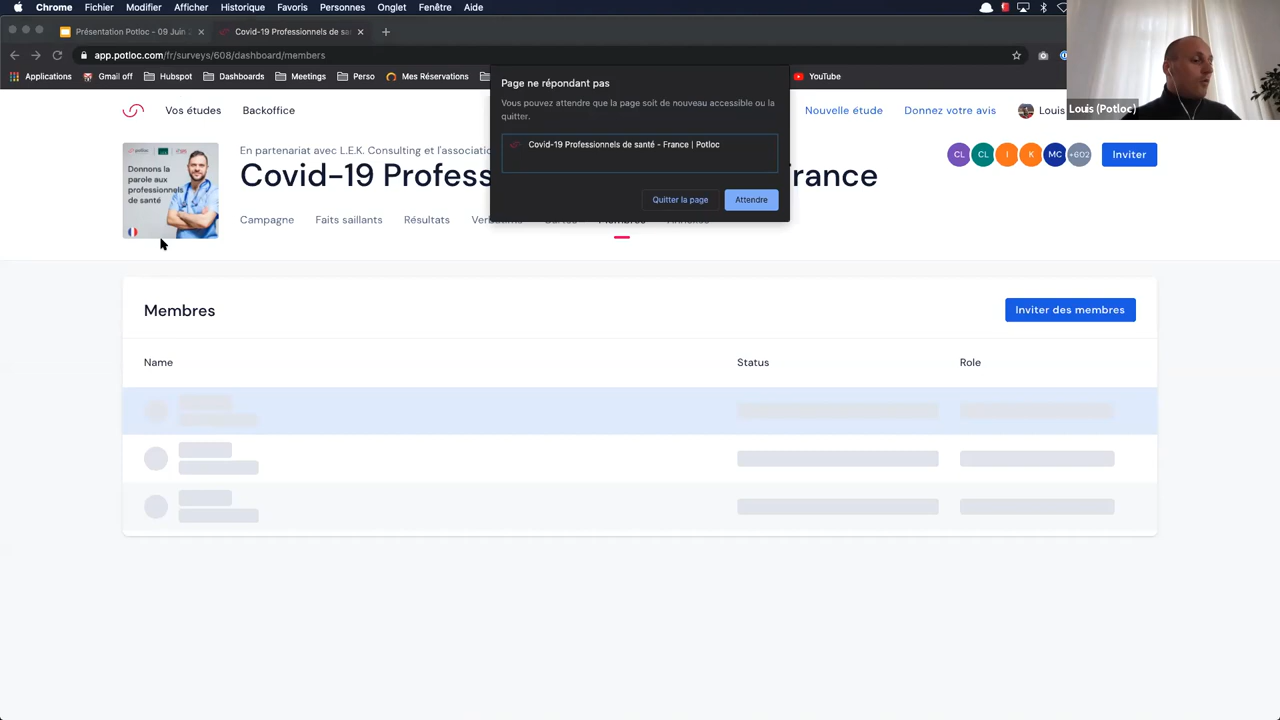 Chrome Fichier Modifier Affichage Historique Favoris Personnes Onglet Fenêtre Aide
Présentation Potloc - 09 Juin
Covid-19 Professionnels de sa
app.potloc.com/fr/surveys/608/dashboard/members
Applications Gmail off Hubspot Dashboards Meetings Perso Mes Réservations YouTube
Page ne répondant pas
Vous pouvez attendre que la page soit de nouveau accessible ou la
quitter.
Covid-19 Professionnels de santé - France | Potloc
Quitter la page Attendre
Louis (Potloc)
Vos études Backoffice Nouvelle étude Donnez votre avis Louis
Donnons la
parole aux
professionnels
de santé
En partenariat avec L.E.K. Consulting et l'associatio
Covid-19 Profess rance
CL CL I K MC +602 Inviter
Campagne Faits saillants Résultats
Membres
Inviter des membres
Name Status Role